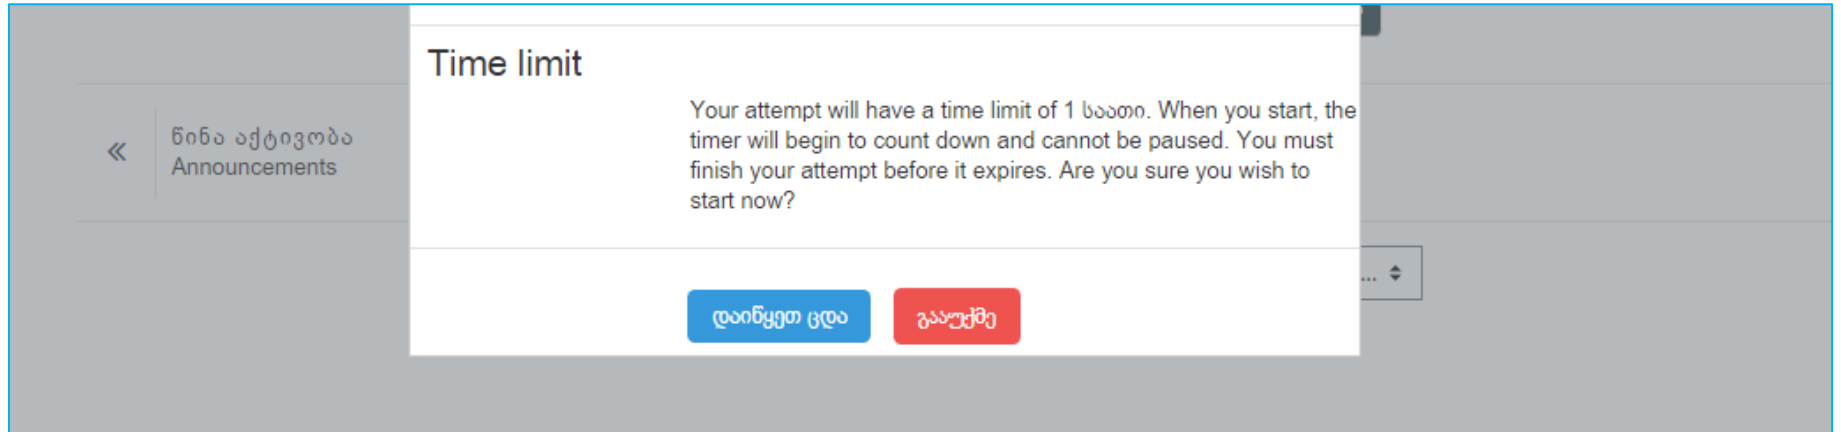 Time limit
Your attempt will have a time limit of 1 საათი. When you start, the
timer will begin to count down and cannot be paused. You must
finish your attempt before it expires. Are you sure you wish to
start now?
«
წინა აქტივობა
Announcements
...
დაიწყეთ ცდა
გააუქმე